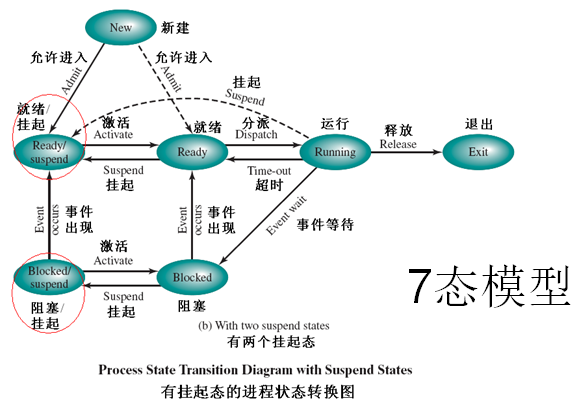 New
新建
允许进入
Admit
允许进入
Admit
挂起
Suspend
就绪/
挂起
激活
Activate
就绪
分派
Dispatch
运行
释放
Release
退出
Ready/
suspend
Ready
Running
Exit
Suspend
挂起
Time-out
超时
Event
occurs
事件
出现
Event
occurs
事件
出现
Event wait
事件等待
激活
Activate
Blocked/
suspend
Blocked
Suspend
挂起
阻塞/
挂起
阻塞
7态模型
(b) With two suspend states
有两个挂起态
Process State Transition Diagram with Suspend States
有挂起态的进程状态转换图